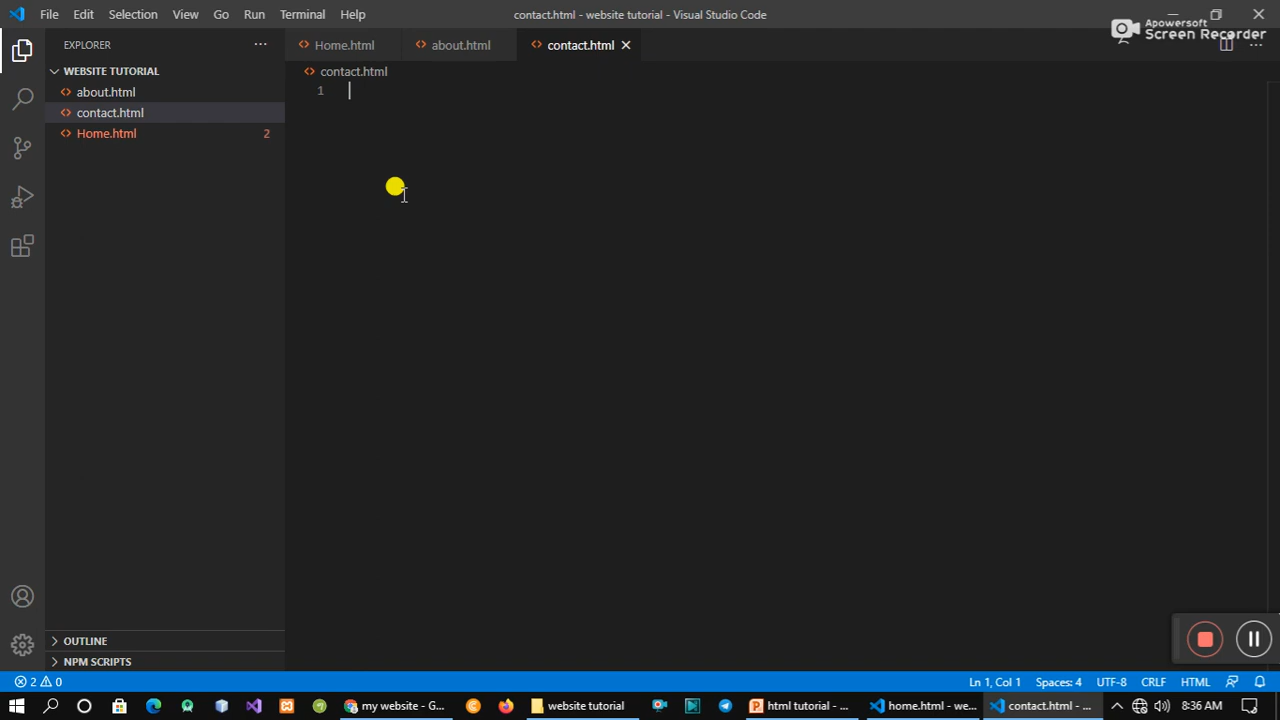 File Edit Selection View Go Run Terminal Help
contact.html - website tutorial - Visual Studio Code
Apowersoft
Screen Recorder
EXPLORER
Home.html about.html contact.html
WEBSITE TUTORIAL
about.html
contact.html
Home.html 2
contact.html
1
OUTLINE
NPM SCRIPTS
2 0
Ln 1, Col 1 Spaces: 4 UTF-8 CRLF HTML
my website - G... website tutorial html tutorial - ... home.html - we... contact.html - ... 8:36 AM